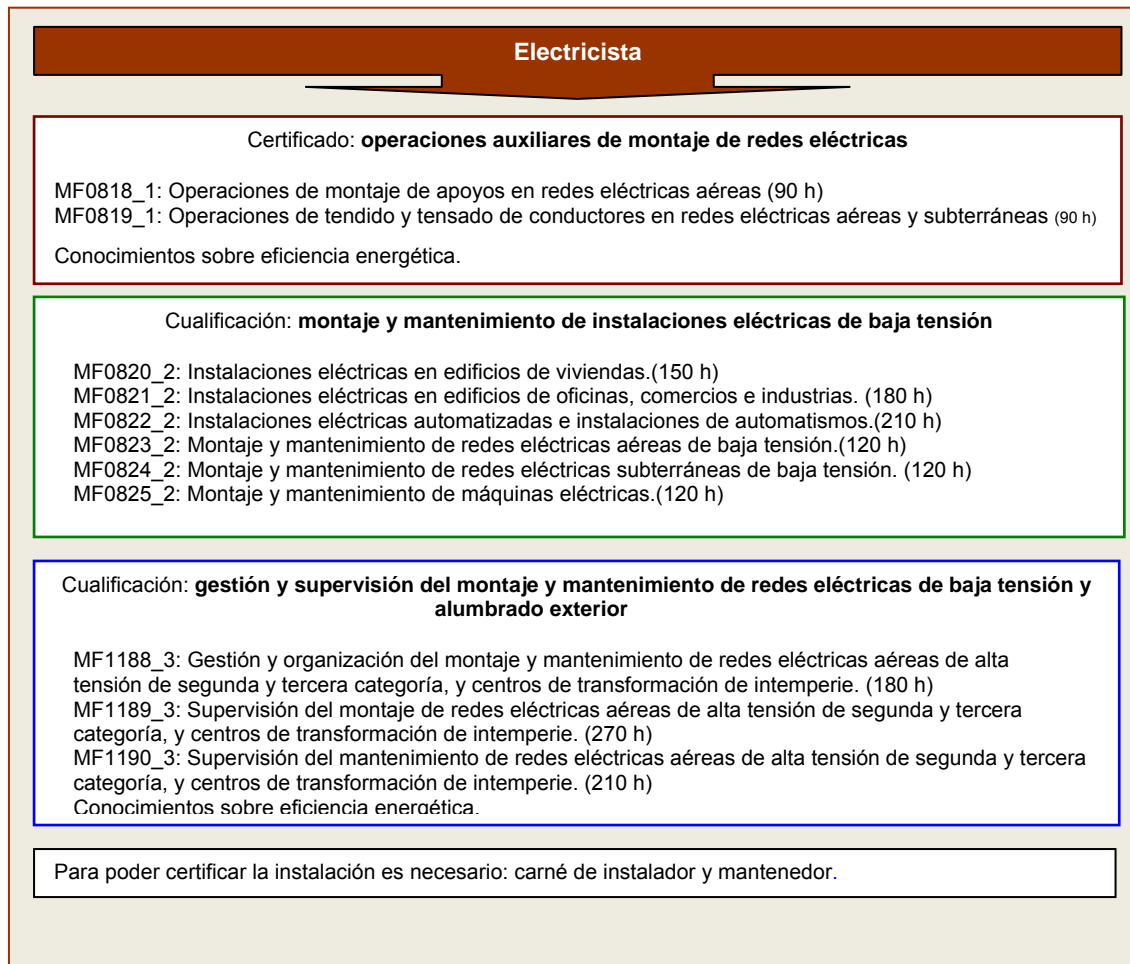 Electricista
Certificado: operaciones auxiliares de montaje de redes eléctricas
MF0818_1: Operaciones de montaje de apoyos en redes eléctricas aéreas (90 h)
MF0819_1: Operaciones de tendido y tensado de conductores en redes eléctricas aéreas y subterráneas (90 h)
Conocimientos sobre eficiencia energética.
Cualificación: montaje y mantenimiento de instalaciones eléctricas de baja tensión
MF0820_2: Instalaciones eléctricas en edificios de viviendas.(150 h)
MF0821_2: Instalaciones eléctricas en edificios de oficinas, comercios e industrias. (180 h)
MF0822_2: Instalaciones eléctricas automatizadas e instalaciones de automatismos.(210 h)
MF0823_2: Montaje y mantenimiento de redes eléctricas aéreas de baja tensión.(120 h)
MF0824_2: Montaje y mantenimiento de redes eléctricas subterráneas de baja tensión. (120 h)
MF0825_2: Montaje y mantenimiento de máquinas eléctricas.(120 h)
Cualificación: gestión y supervisión del montaje y mantenimiento de redes eléctricas de baja tensión y
alumbrado exterior
MF1188_3: Gestión y organización del montaje y mantenimiento de redes eléctricas aéreas de alta
tensión de segunda y tercera categoría, y centros de transformación de intemperie. (180 h)
MF1189_3: Supervisión del montaje de redes eléctricas aéreas de alta tensión de segunda y tercera
categoría, y centros de transformación de intemperie. (270 h)
MF1190_3: Supervisión del mantenimiento de redes eléctricas aéreas de alta tensión de segunda y tercera
categoría, y centros de transformación de intemperie. (210 h)
Conocimientos sobre eficiencia energética.
Para poder certificar la instalación es necesario: carné de instalador y mantenedor.